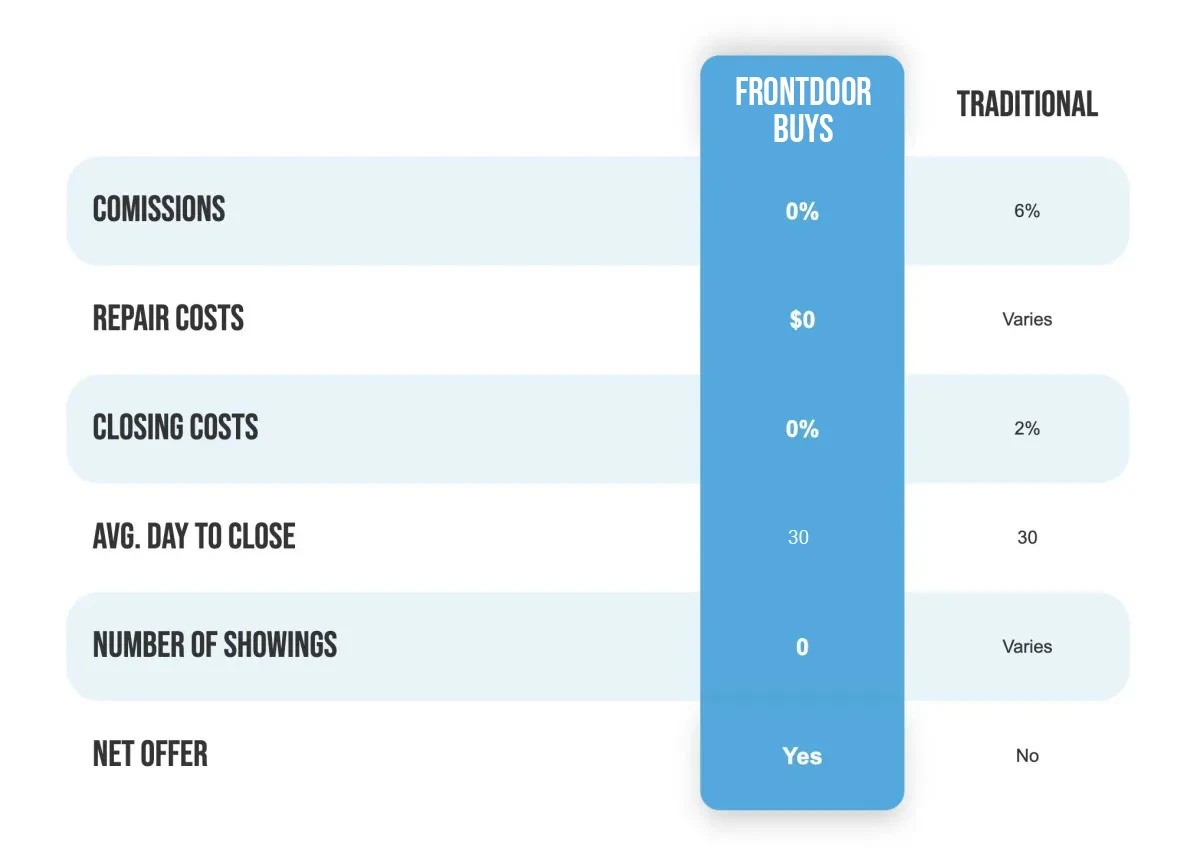 FRONTDOOR
BUYS
TRADITIONAL
COMISSIONS 0% 6%
REPAIR COSTS $0 Varies
CLOSING COSTS 0% 2%
AVG. DAY TO CLOSE 30 30
NUMBER OF SHOWINGS 0 Varies
NET OFFER Yes No